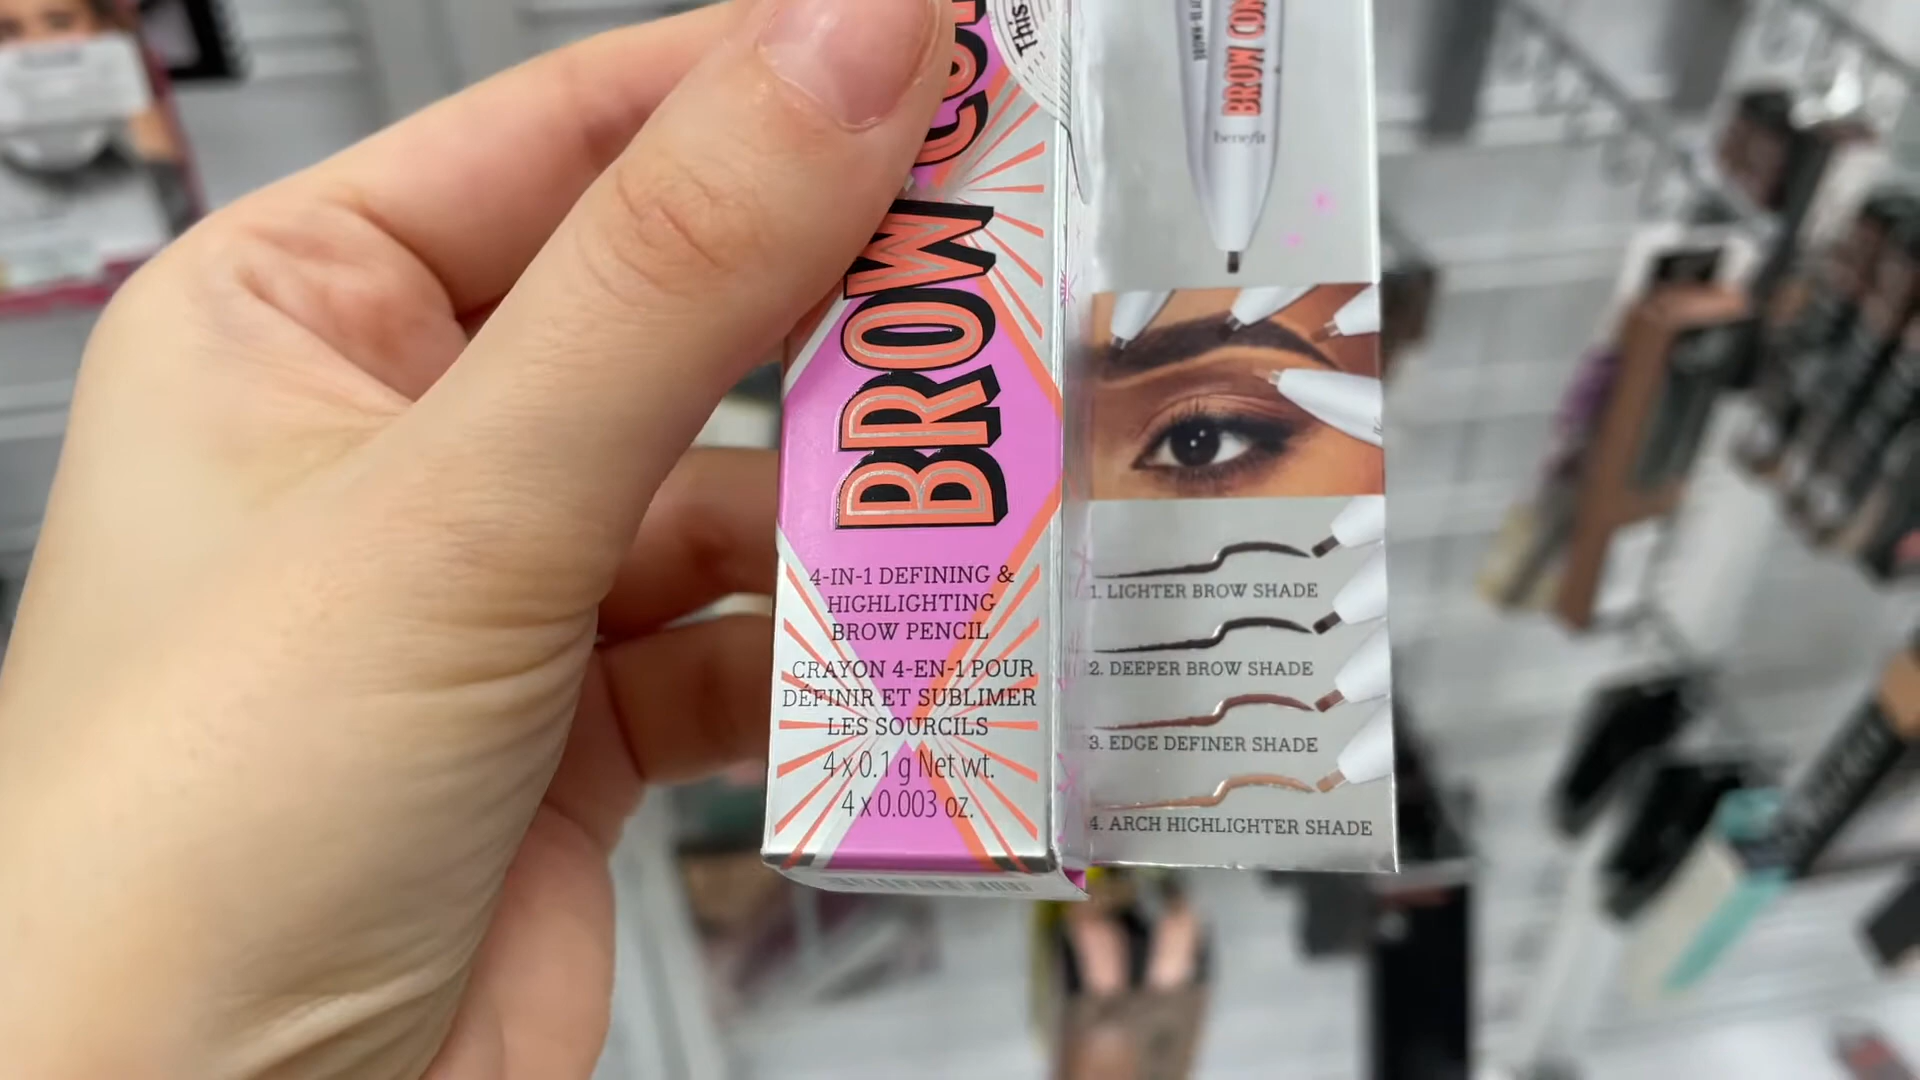 This
BROW CO
4-IN-1 DEFINING &
HIGHLIGHTING
BROW PENCIL
CRAYON 4-EN-1 POUR
DÉFINIR ET SUBLIMER
LES SOURCILS
4 x 0.1 g Net wt.
4 x 0.003 oz.
BROW CON
benefit
1. LIGHTER BROW SHADE
2. DEEPER BROW SHADE
3. EDGE DEFINER SHADE
4. ARCH HIGHLIGHTER SHADE